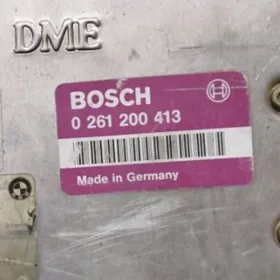 DME
BOSCH
0 261 200 413
Made in Germany